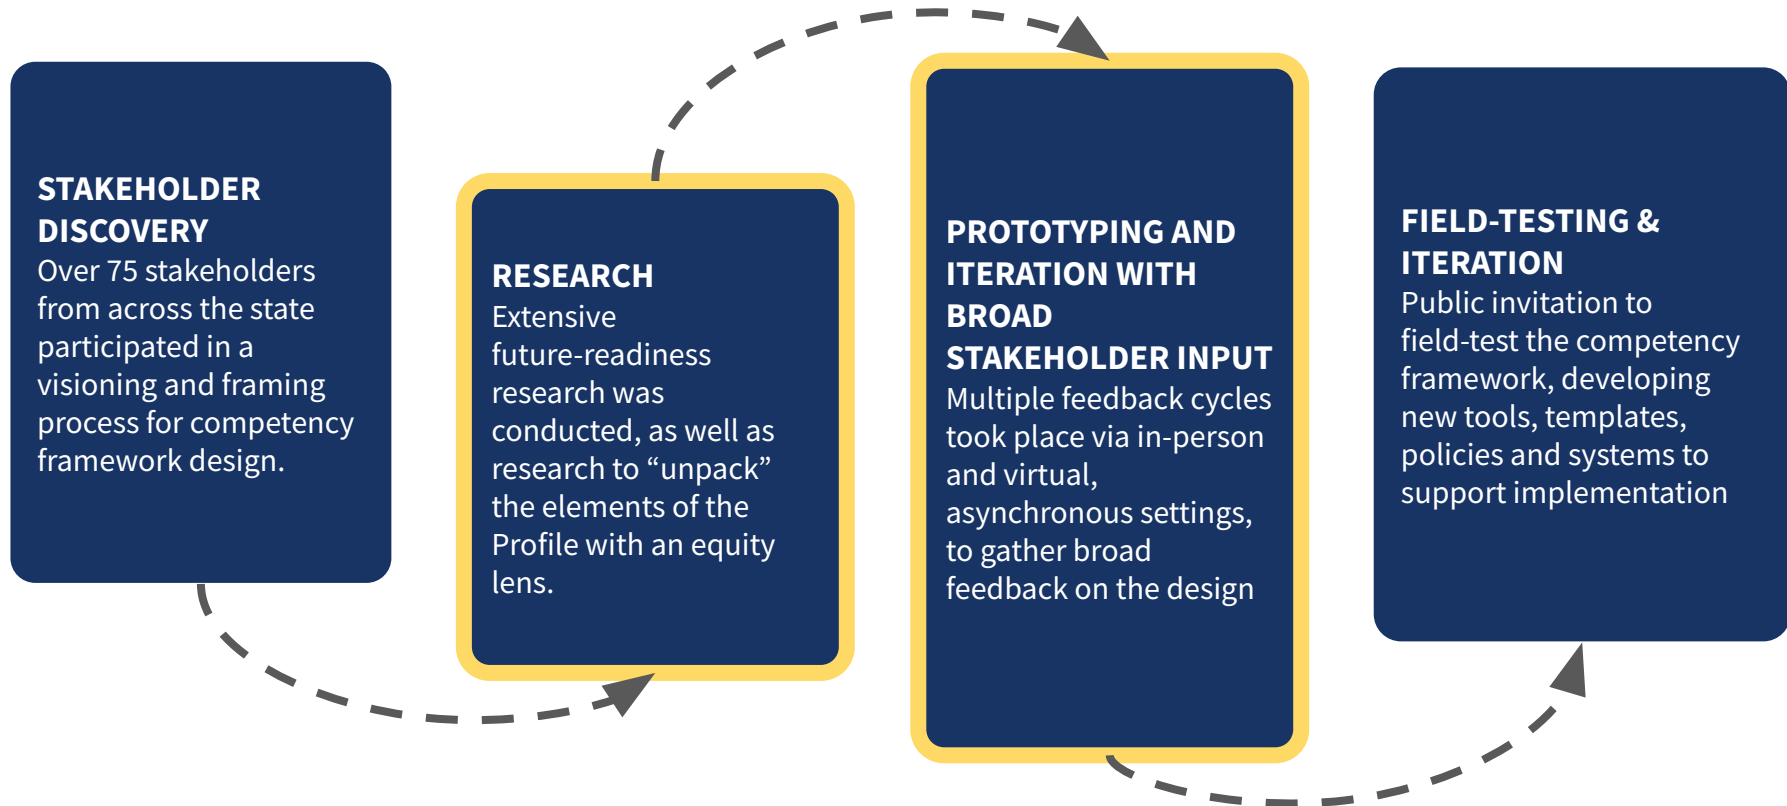 STAKEHOLDER
DISCOVERY
Over 75 stakeholders
from across the state
participated in a
visioning and framing
process for competency
framework design.
RESEARCH
Extensive
future-readiness
research was
conducted, as well as
research to “unpack”
the elements of the
Profile with an equity
lens.
PROTOTYPING AND
ITERATION WITH
BROAD
STAKEHOLDER INPUT
Multiple feedback cycles
took place via in-person
and virtual,
asynchronous settings,
to gather broad
feedback on the design
FIELD-TESTING &
ITERATION
Public invitation to
field-test the competency
framework, developing
new tools, templates,
policies and systems to
support implementation